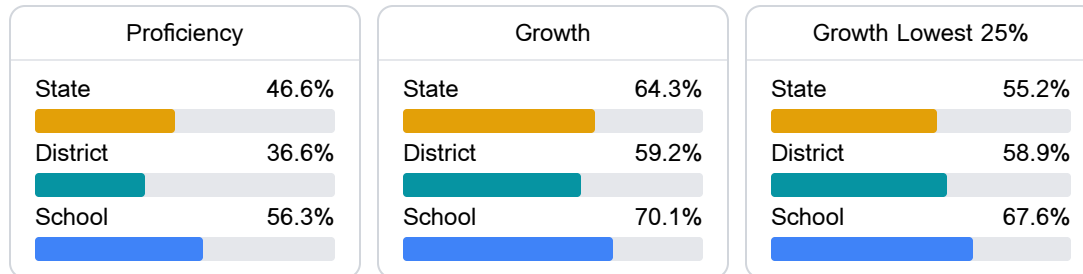 Proficiency
State 46.6%
District 36.6%
School 56.3%
Growth
State 64.3%
District 59.2%
School 70.1%
Growth Lowest 25%
State 55.2%
District 58.9%
School 67.6%